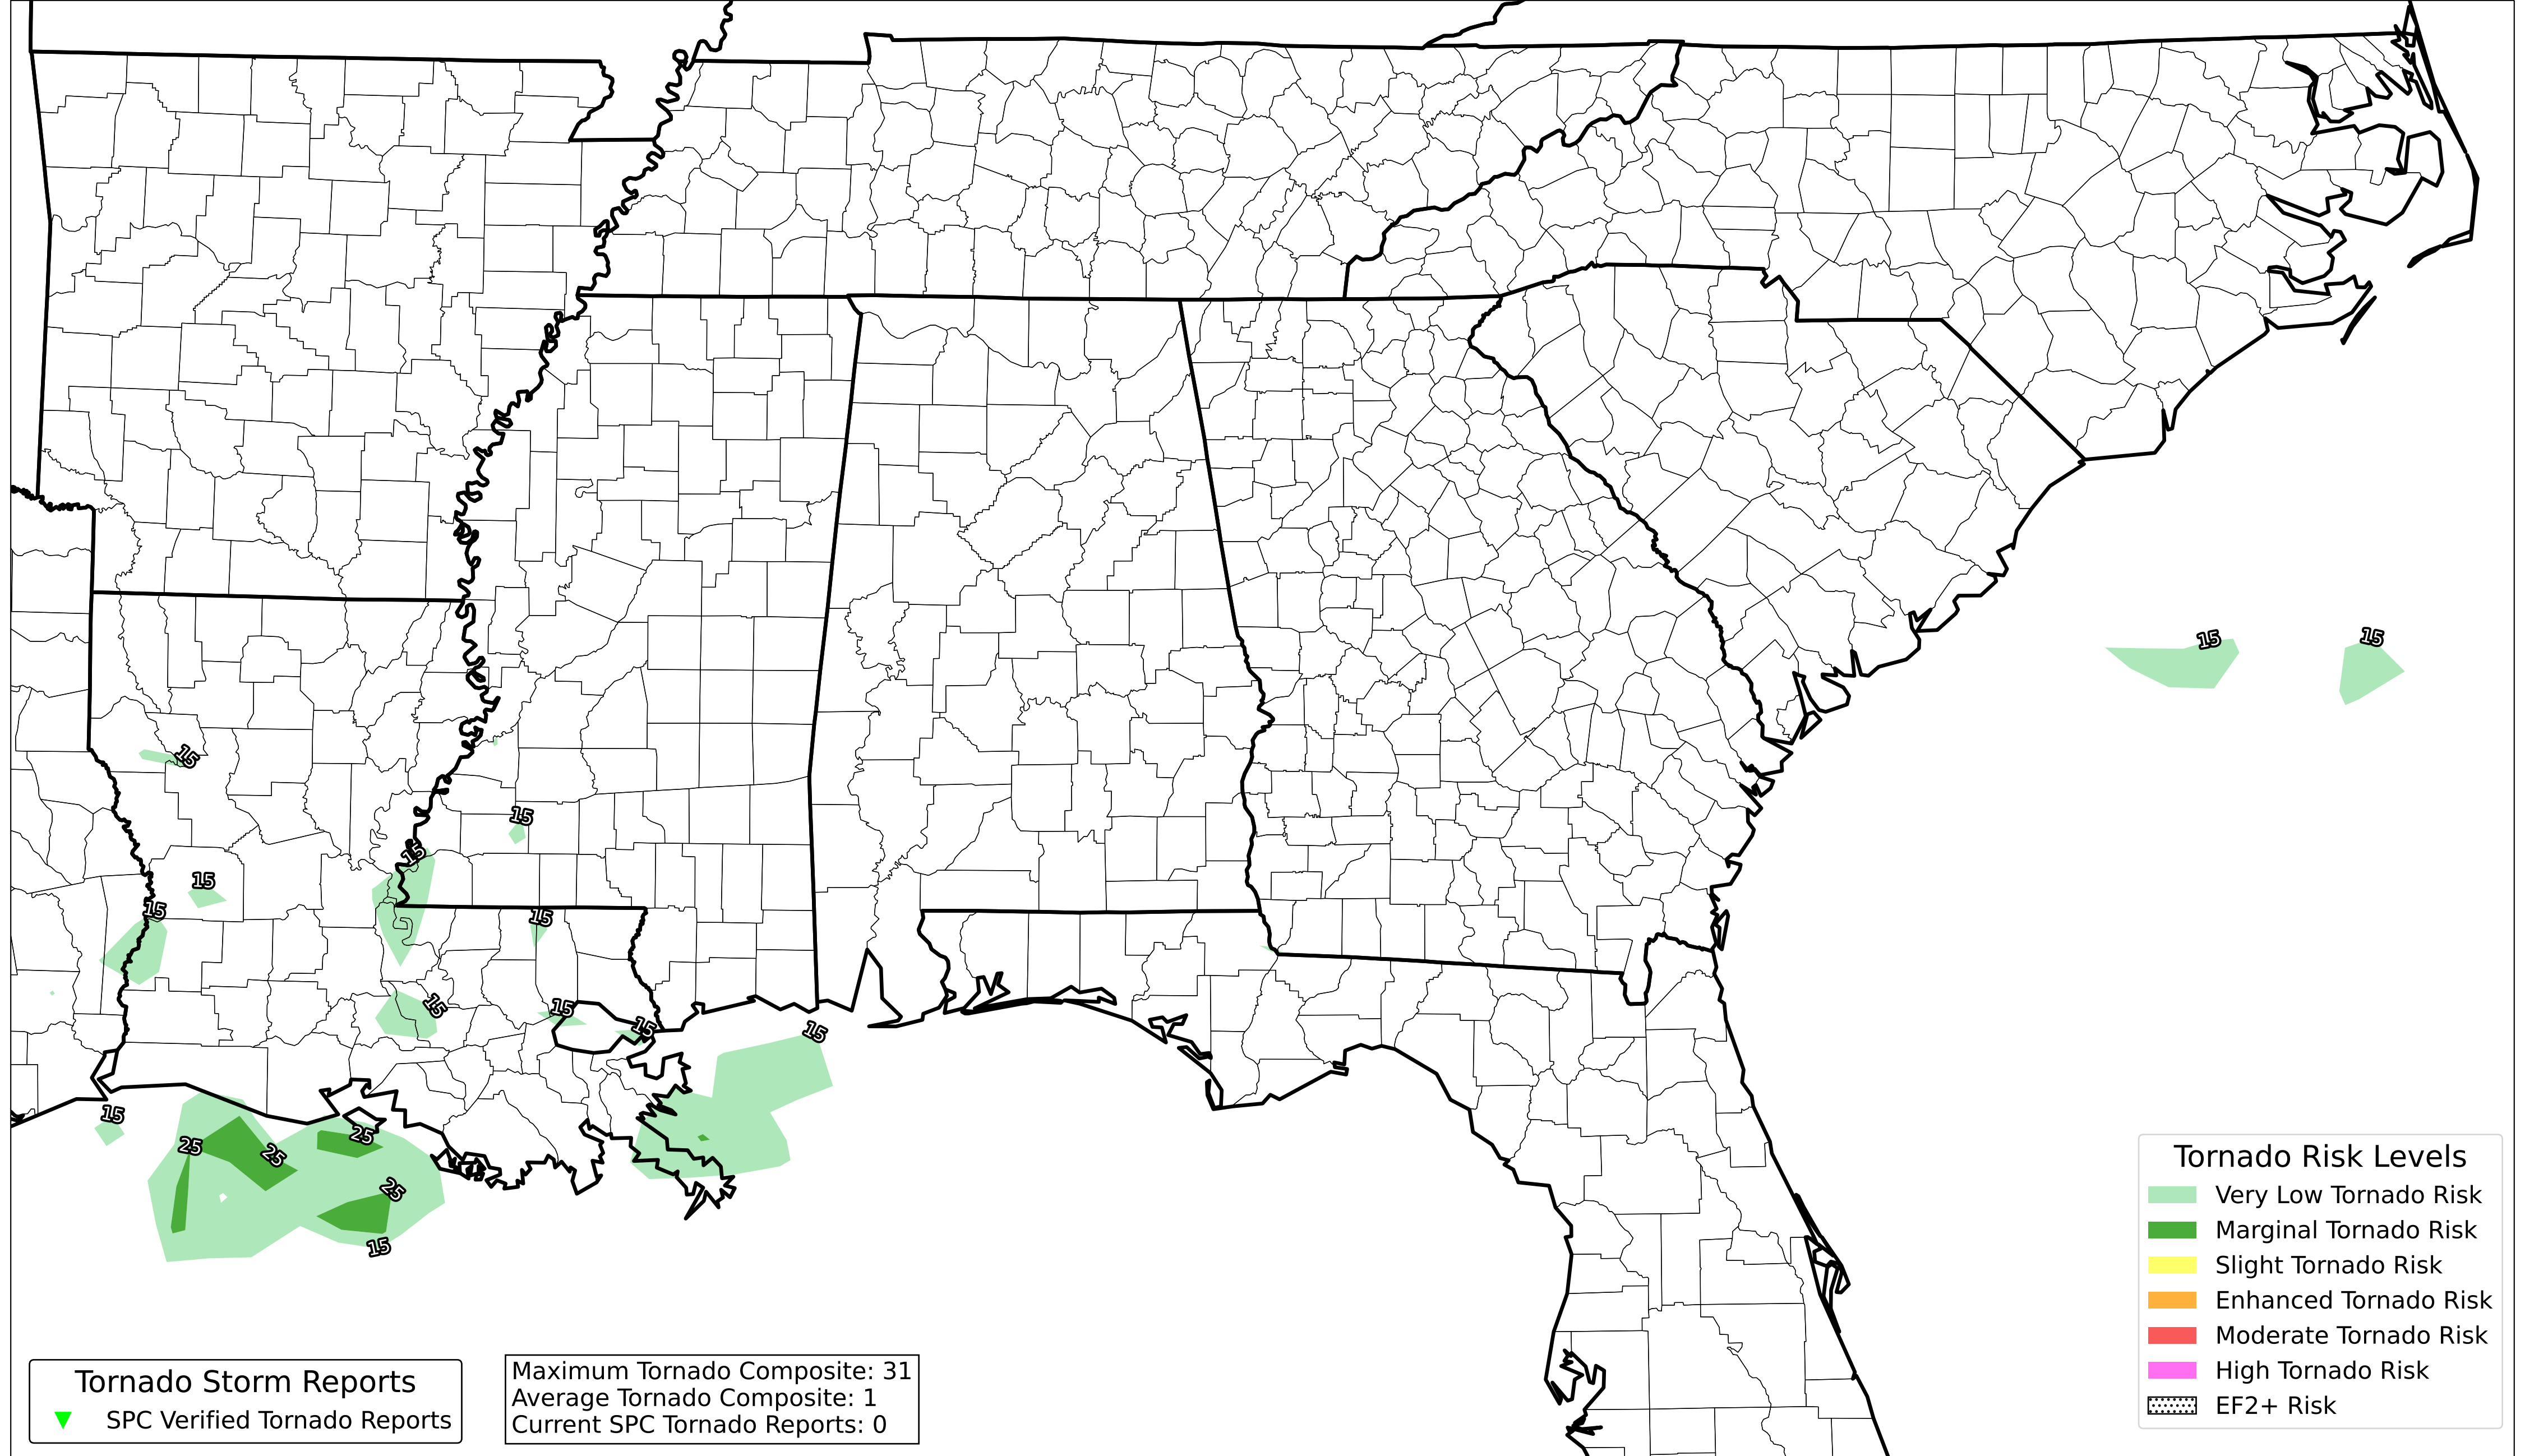 15
15
15
15
15
15
15
15
15
15
15
15
15
25
25
25
25
15
Tornado Risk Levels
Very Low Tornado Risk
Marginal Tornado Risk
Slight Tornado Risk
Enhanced Tornado Risk
Moderate Tornado Risk
High Tornado Risk
EF2+ Risk
Tornado Storm Reports
SPC Verified Tornado Reports
Maximum Tornado Composite: 31
Average Tornado Composite: 1
Current SPC Tornado Reports: 0